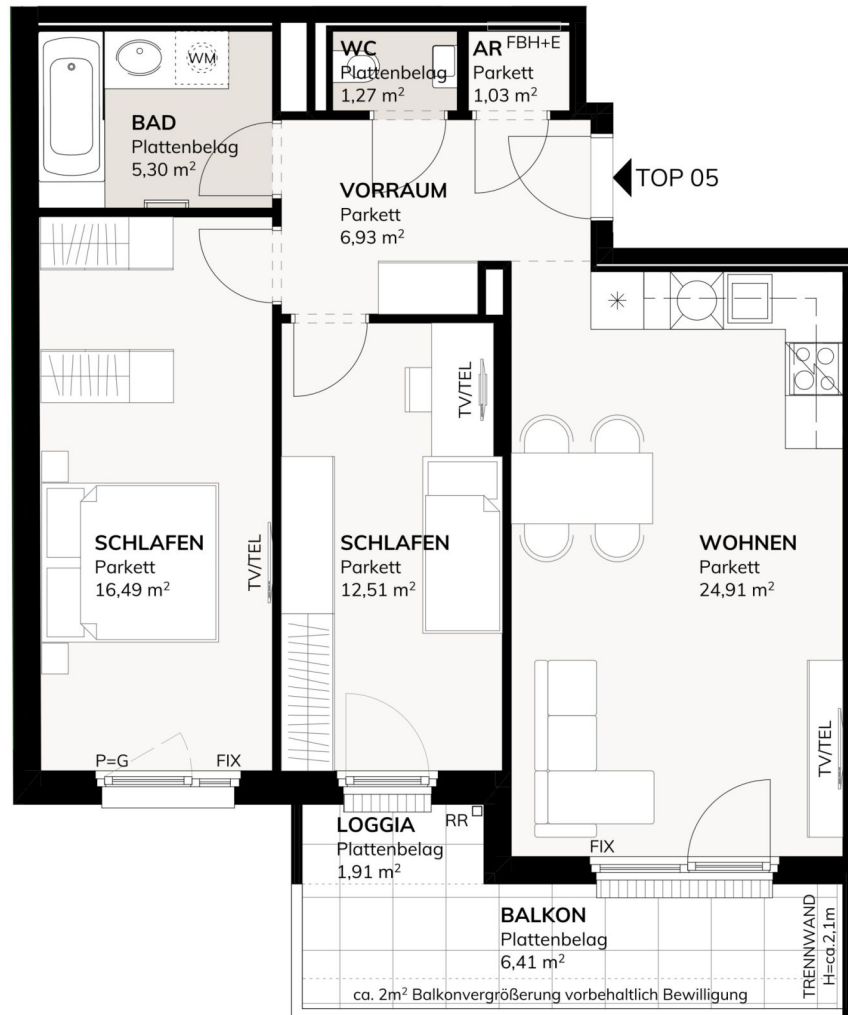 WC
Plattenbelag
1,27 m²
AR
FBH+E
Parkett
1,03 m²
WM
BAD
Plattenbelag
5,30 m²
VORRAUM
Parkett
6,93 m²
TOP 05
TV/TEL
SCHLAFEN
Parkett
16,49 m²
TV/TEL
SCHLAFEN
Parkett
12,51 m²
WOHNEN
Parkett
24,91 m²
TV/TEL
P=G
FIX
LOGGIA
Plattenbelag
1,91 m²
RR
FIX
BALKON
Plattenbelag
6,41 m²
TRENNWAND
H=ca.2,1m
ca. 2m² Balkonvergrößerung vorbehaltlich Bewilligung